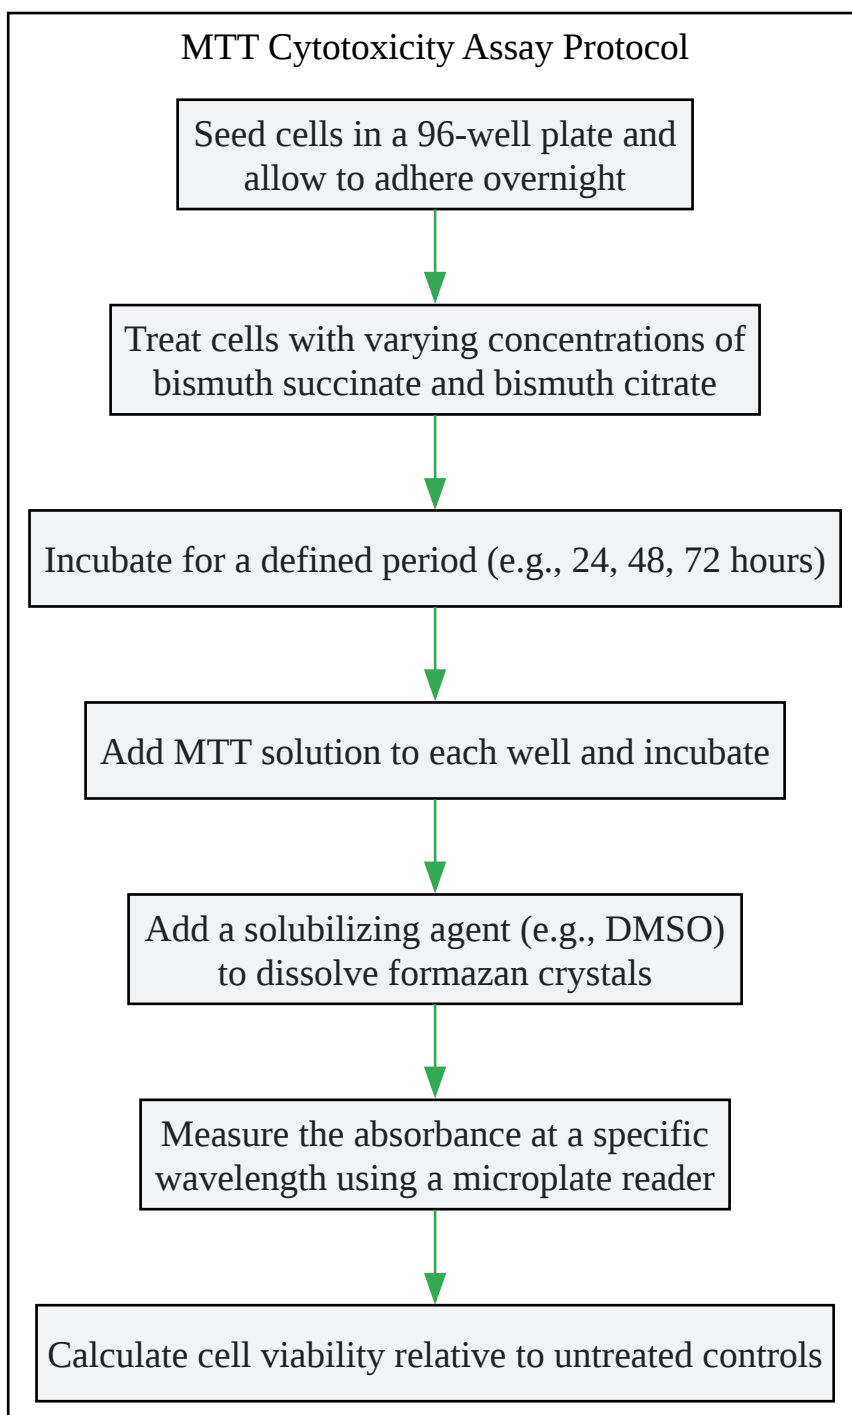 MTT Cytotoxicity Assay Protocol
Seed cells in a 96-well plate and
allow to adhere overnight
Treat cells with varying concentrations of
bismuth succinate and bismuth citrate
Incubate for a defined period (e.g., 24, 48, 72 hours)
Add MTT solution to each well and incubate
Add a solubilizing agent (e.g., DMSO)
to dissolve formazan crystals
Measure the absorbance at a specific
wavelength using a microplate reader
Calculate cell viability relative to untreated controls